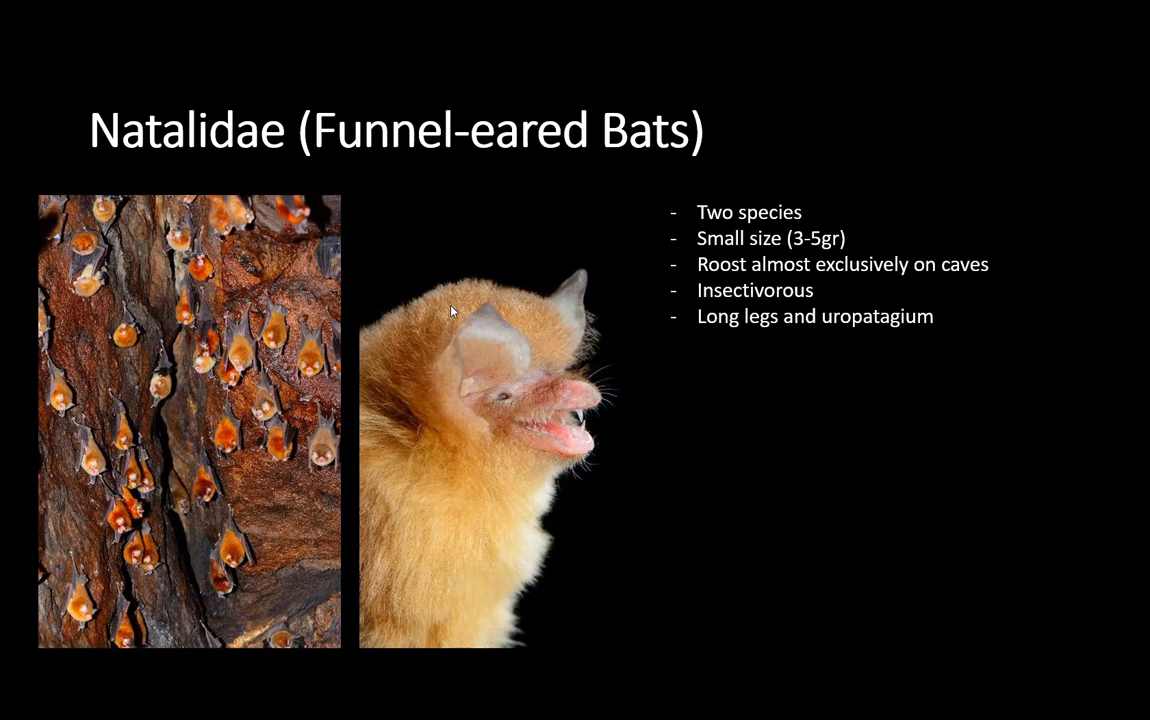 Natalidae (Funnel-eared Bats)
- Two species
- Small size (3-5gr)
- Roost almost exclusively on caves
- Insectivorous
- Long legs and uropatagium